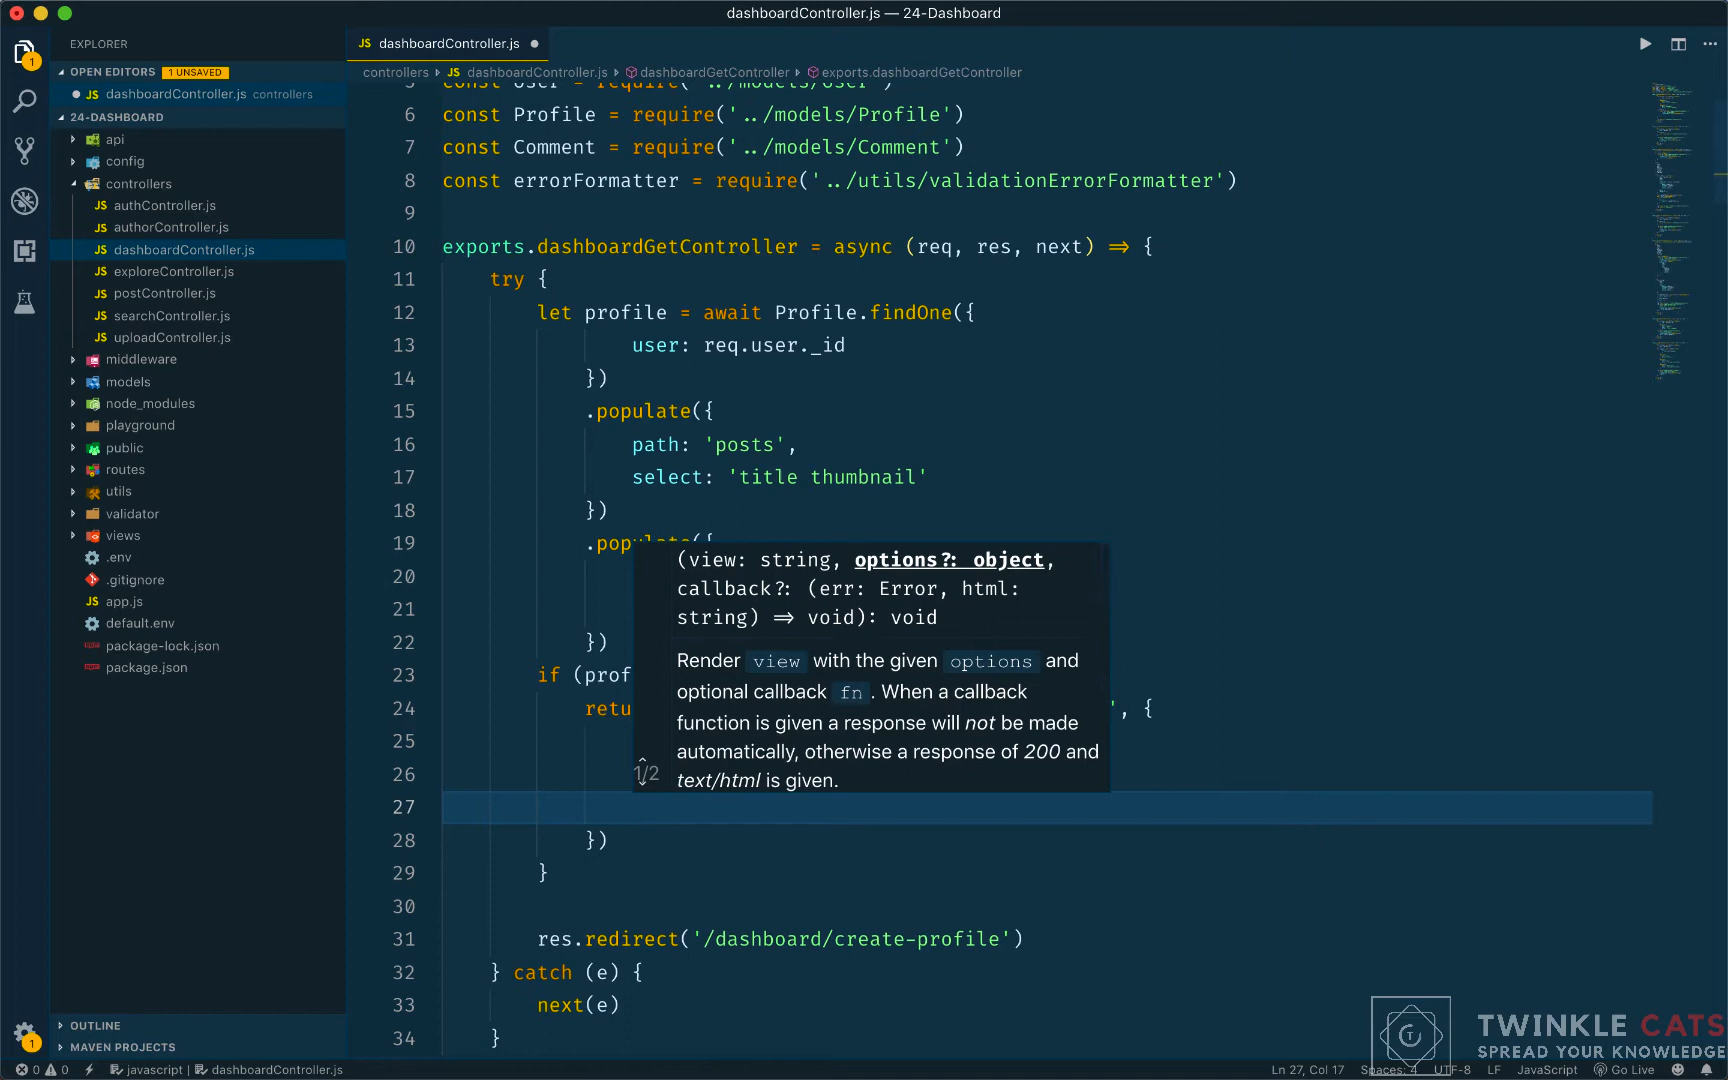 dashboardController.js — 24-Dashboard
EXPLORER
OPEN EDITORS 1 UNSAVED
JS dashboardController.js controllers
24-DASHBOARD
api
config
controllers
JS authController.js
JS authorController.js
JS dashboardController.js
JS exploreController.js
JS postController.js
JS searchController.js
JS uploadController.js
middleware
models
node_modules
playground
public
routes
utils
validator
views
.env
.gitignore
JS app.js
default.env
package-lock.json
package.json
OUTLINE
MAVEN PROJECTS
1
1
JS dashboardController.js
controllers › JS dashboardController.js › dashboardGetController › exports.dashboardGetController
5 const User = require('../models/User')
6 const Profile = require('../models/Profile')
7 const Comment = require('../models/Comment')
8 const errorFormatter = require('../utils/validationErrorFormatter')
9
10 exports.dashboardGetController = async (req, res, next) => {
11 try {
12 let profile = await Profile.findOne({
13 user: req.user._id
14 })
15 .populate({
16 path: 'posts',
17 select: 'title thumbnail'
18 })
19 .populate({
20
21
22 })
23 if (prof
24 retu ', {
25
26
27
28 })
29 }
30
31 res.redirect('/dashboard/create-profile')
32 } catch (e) {
33 next(e)
34 }
(view: string, options?: object,
callback?: (err: Error, html:
string) => void): void
Render view with the given options and
optional callback fn . When a callback
function is given a response will not be made
automatically, otherwise a response of 200 and
text/html is given.
1/2
TWINKLE CATS
SPREAD YOUR KNOWLEDGE
0 0 javascript | dashboardController.js
Ln 27, Col 17 Spaces: 4 UTF-8 LF JavaScript Go Live